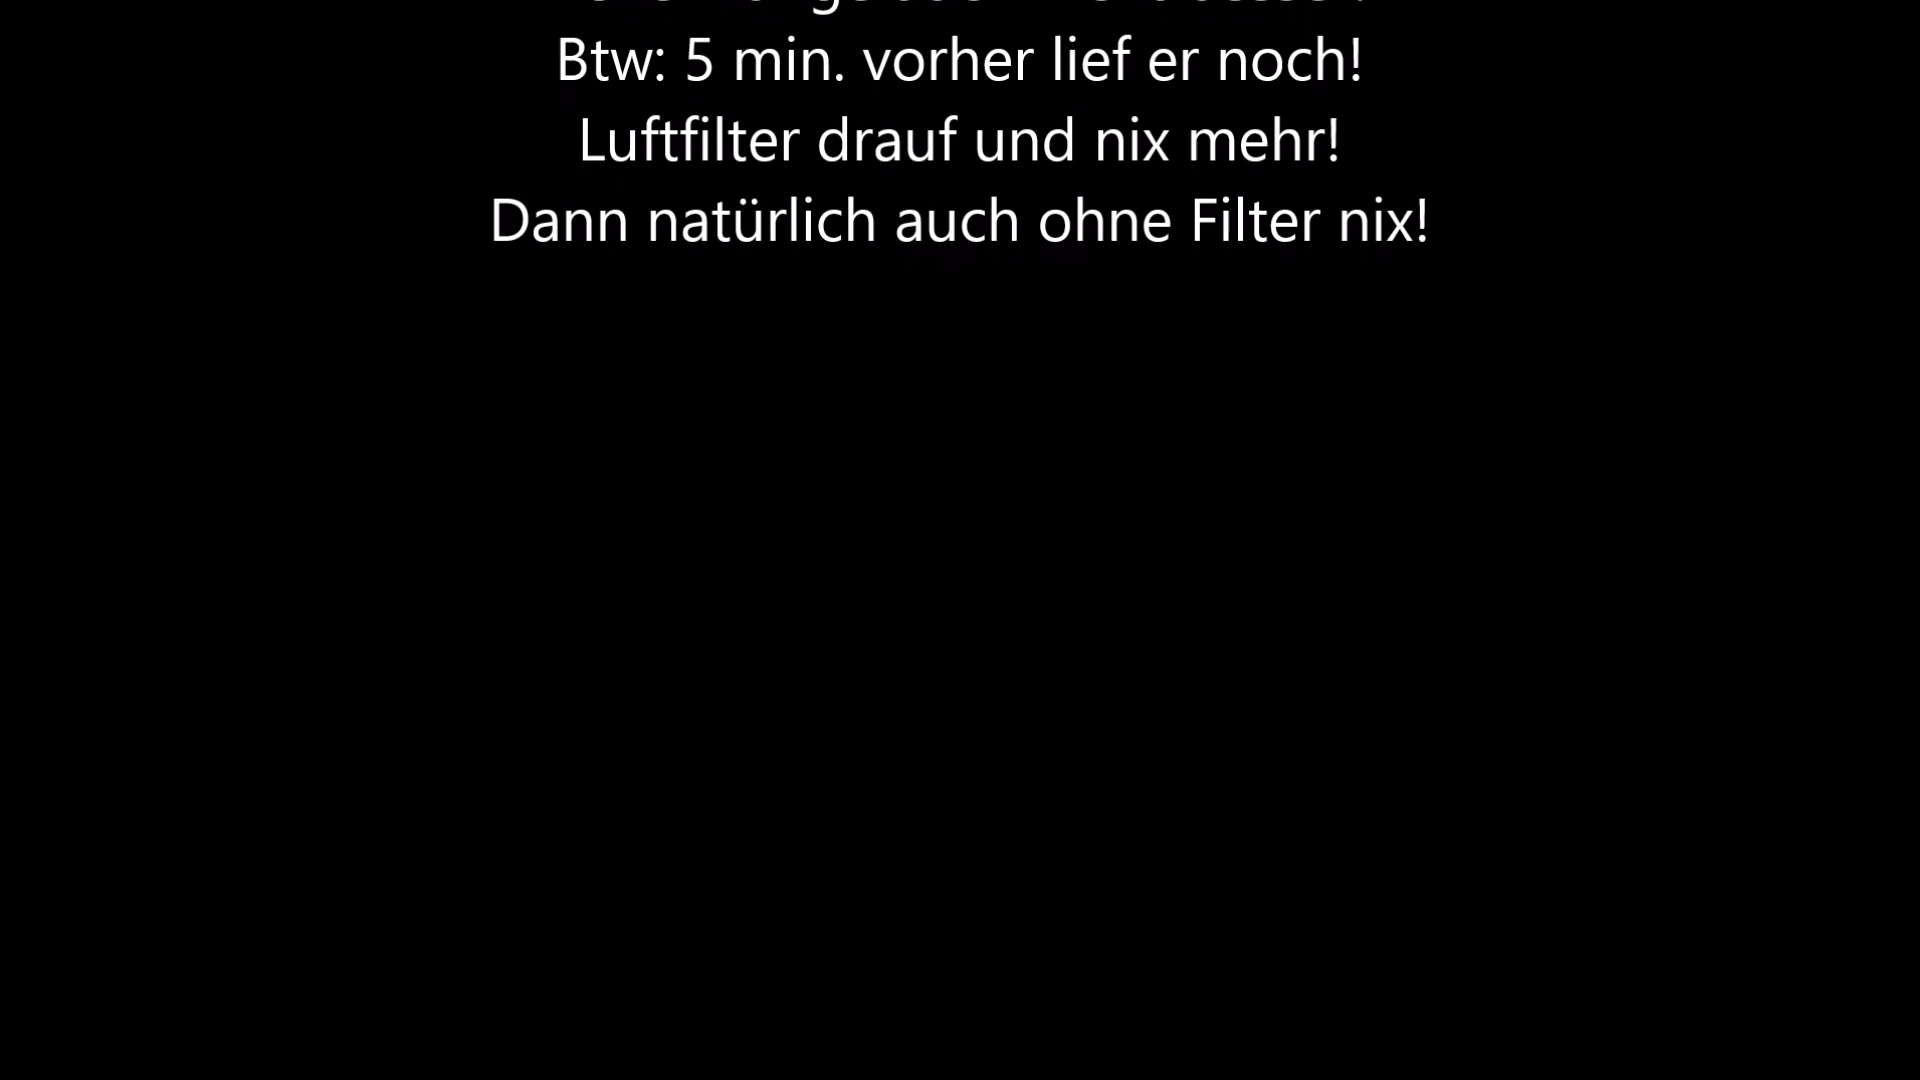 Btw: 5 min. vorher lief er noch!
Luftfilter drauf und nix mehr!
Dann natürlich auch ohne Filter nix!